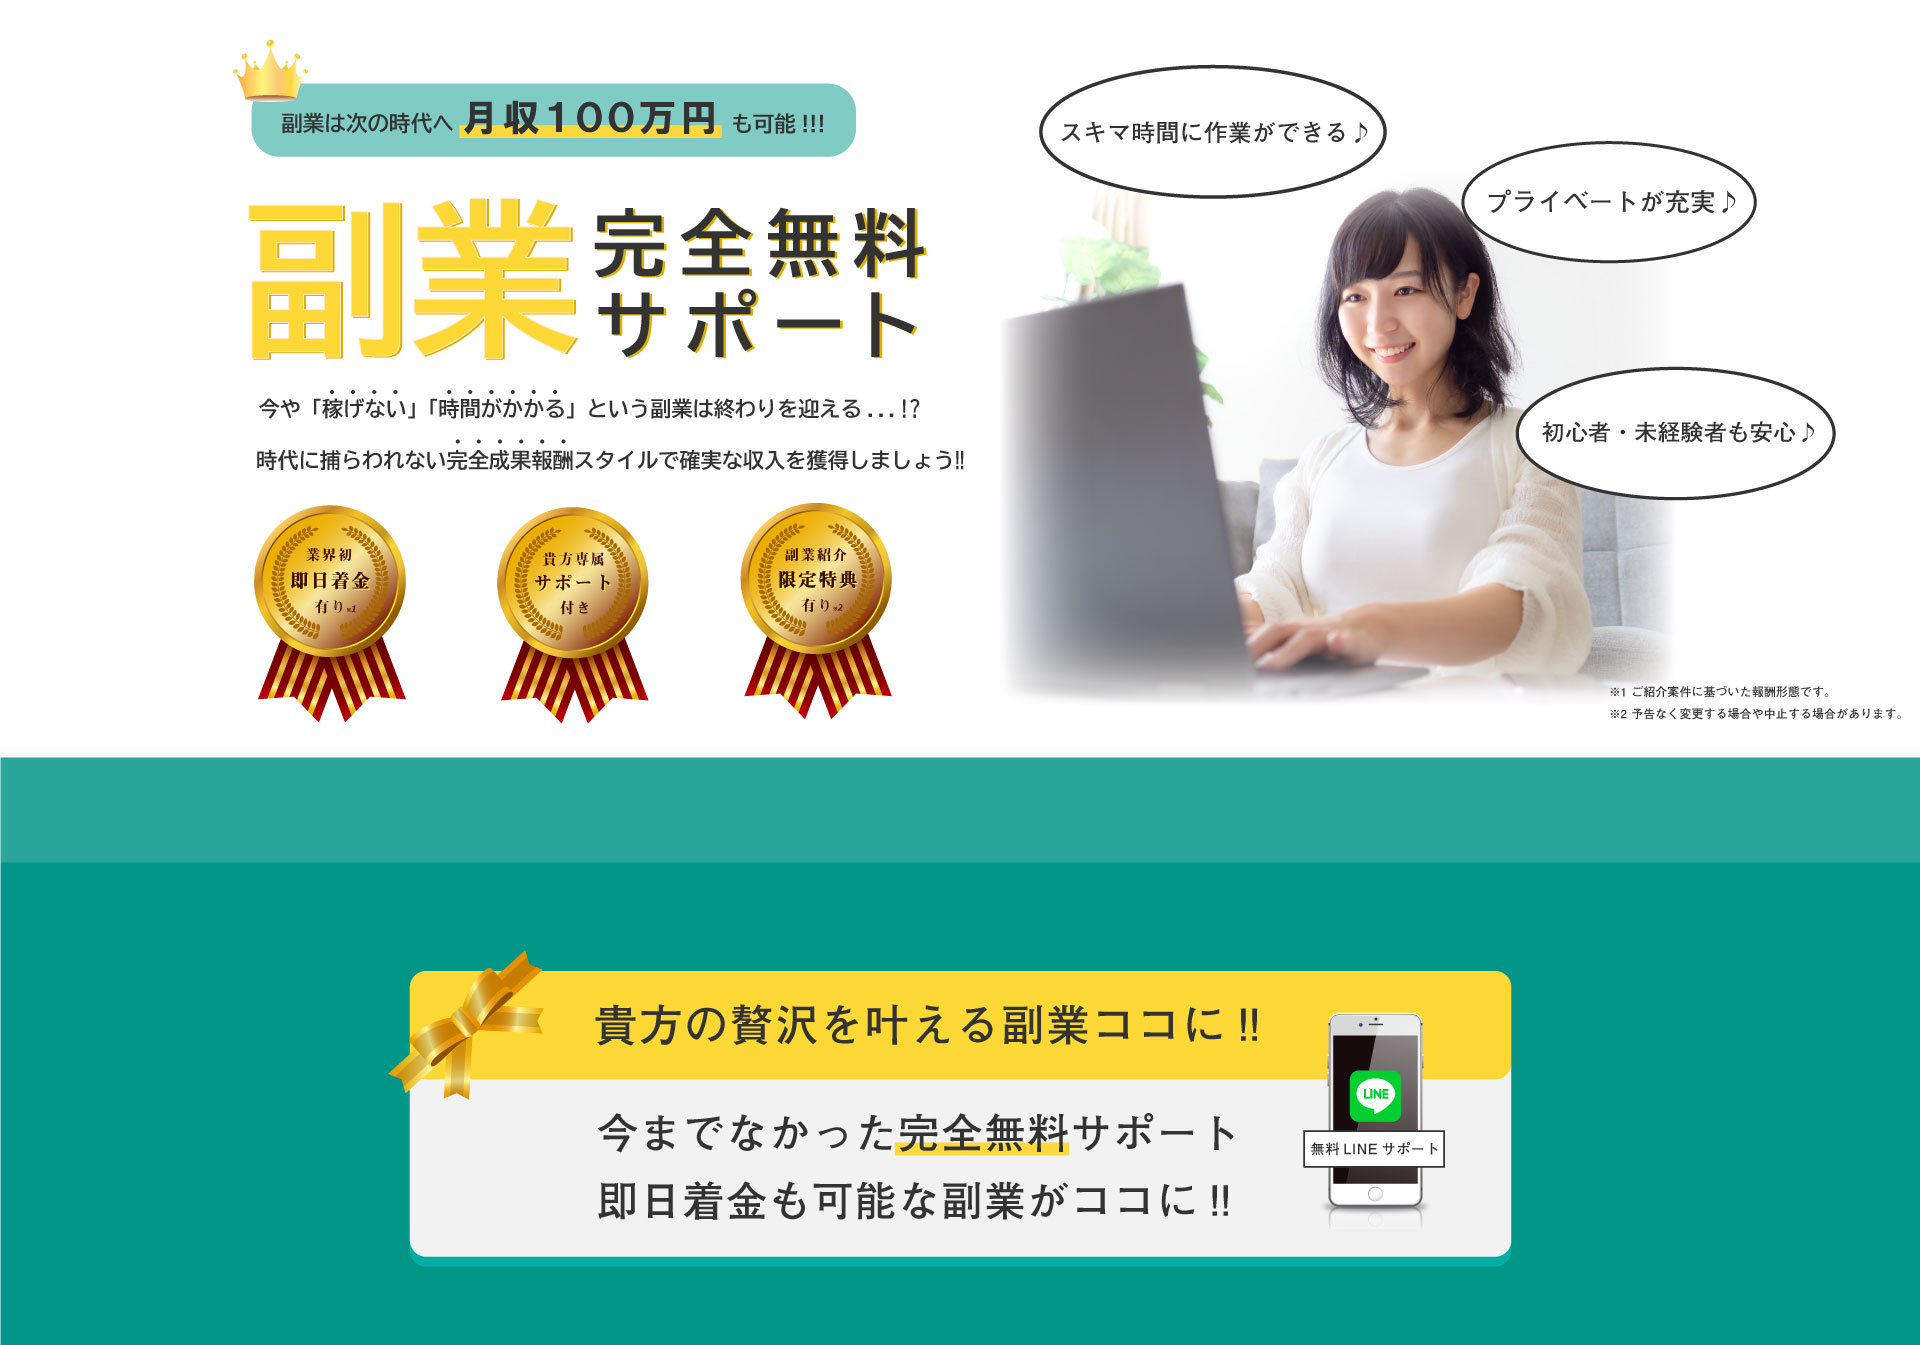 副業は次の時代へ 月収100万円 も可能!!!
副業 完全無料
サポート
今や「稼げない」「時間がかかる」という副業は終わりを迎える...!?
時代に捕らわれない完全成果報酬スタイルで確実な収入を獲得しましょう!!
業界初
即日着金
有り※1
貴方専属
サポート
付き
副業紹介
限定特典
有り※2
スキマ時間に作業ができる♪
プライベートが充実♪
初心者・未経験者も安心♪
※1 ご紹介案件に基づいた報酬形態です。
※2 予告なく変更する場合や中止する場合があります。
貴方の贅沢を叶える副業ココに!!
今までなかった完全無料サポート
即日着金も可能な副業がココに!!
LINE
無料LINEサポート